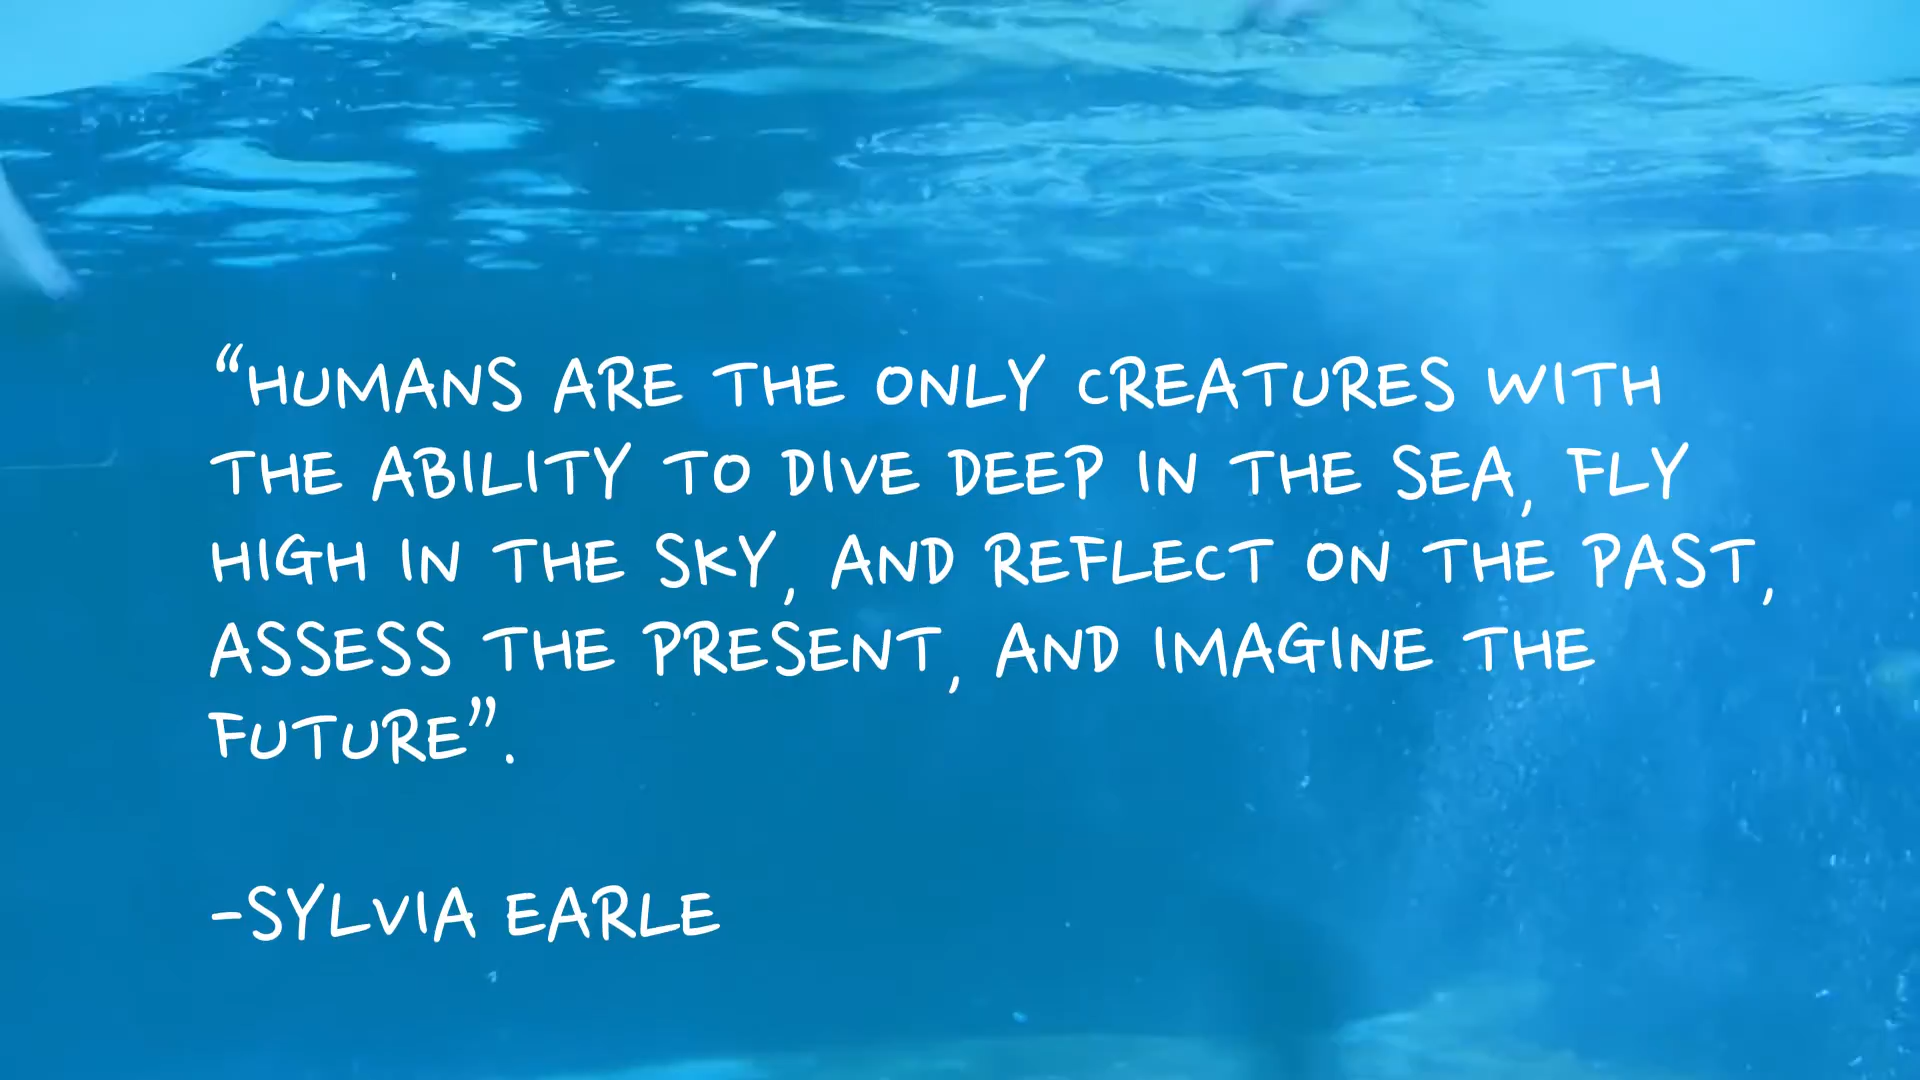 “HUMANS ARE THE ONLY CREATURES WITH
THE ABILITY TO DIVE DEEP IN THE SEA, FLY
HIGH IN THE SKY, AND REFLECT ON THE PAST,
ASSESS THE PRESENT, AND IMAGINE THE
FUTURE”.
-SYLVIA EARLE